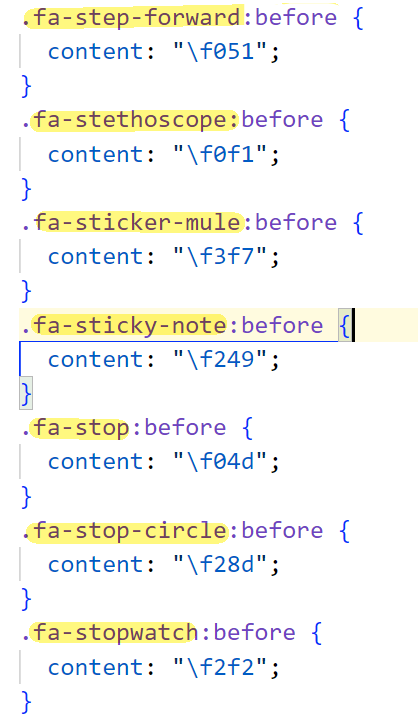 .fa-step-forward:before {
  content: "\f051";
}
.fa-stethoscope:before {
  content: "\f0f1";
}
.fa-sticker-mule:before {
  content: "\f3f7";
}
.fa-sticky-note:before {
  content: "\f249";
}
.fa-stop:before {
  content: "\f04d";
}
.fa-stop-circle:before {
  content: "\f28d";
}
.fa-stopwatch:before {
  content: "\f2f2";
}